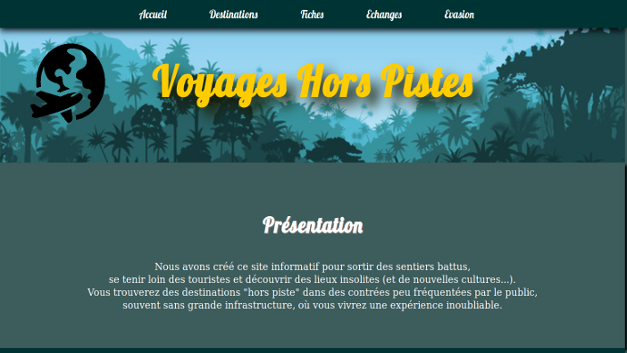 Accueil Destinations Fiches Echanges Evasion
Voyages Hors Pistes
Présentation
Nous avons créé ce site informatif pour sortir des sentiers battus,
se tenir loin des touristes et découvrir des lieux insolites (et de nouvelles cultures...).
Vous trouverez des destinations "hors piste" dans des contrées peu fréquentées par le public,
souvent sans grande infrastructure, où vous vivrez une expérience inoubliable.